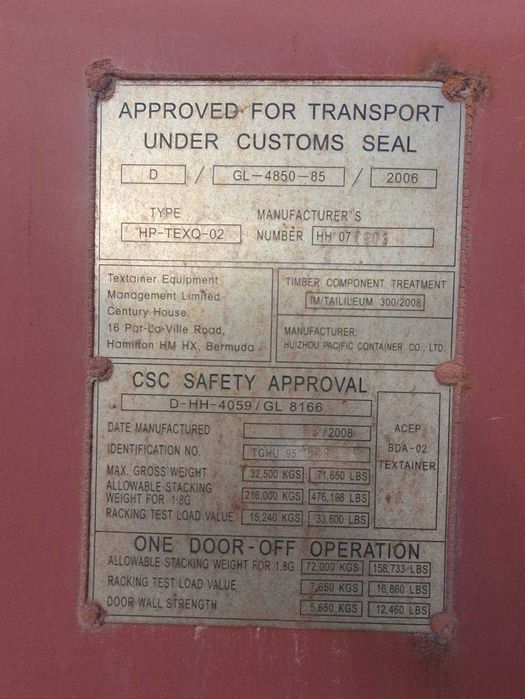 APPROVED FOR TRANSPORT
UNDER CUSTOMS SEAL
D / GL-4850-85 / 2006
TYPE
HP-TEXQ-02
MANUFACTURER'S
NUMBER HH 07
Textainer Equipment
Management Limited
Century House
16 Par-La-Ville Road,
Hamilton HM HX, Bermuda.
TIMBER COMPONENT TREATMENT
IM/TAILILEUM 300/2008
MANUFACTURER:
HUIZHOU PACIFIC CONTAINER CO., LTD.
CSC SAFETY APPROVAL
D-HH-4059/GL 8166
DATE MANUFACTURED /2008
IDENTIFICATION NO. TGHU 95
MAX. GROSS WEIGHT 32,500 KGS 71,650 LBS
ALLOWABLE STACKING
WEIGHT FOR 1.8G 216,000 KGS 476,198 LBS
RACKING TEST LOAD VALUE 15,240 KGS 33,600 LBS
ACEP
BDA-02
TEXTAINER
ONE DOOR-OFF OPERATION
ALLOWABLE STACKING WEIGHT FOR 1.8G 72,000 KGS 158,733 LBS
RACKING TEST LOAD VALUE 7,650 KGS 16,860 LBS
DOOR WALL STRENGTH 5,650 KGS 12,460 LBS